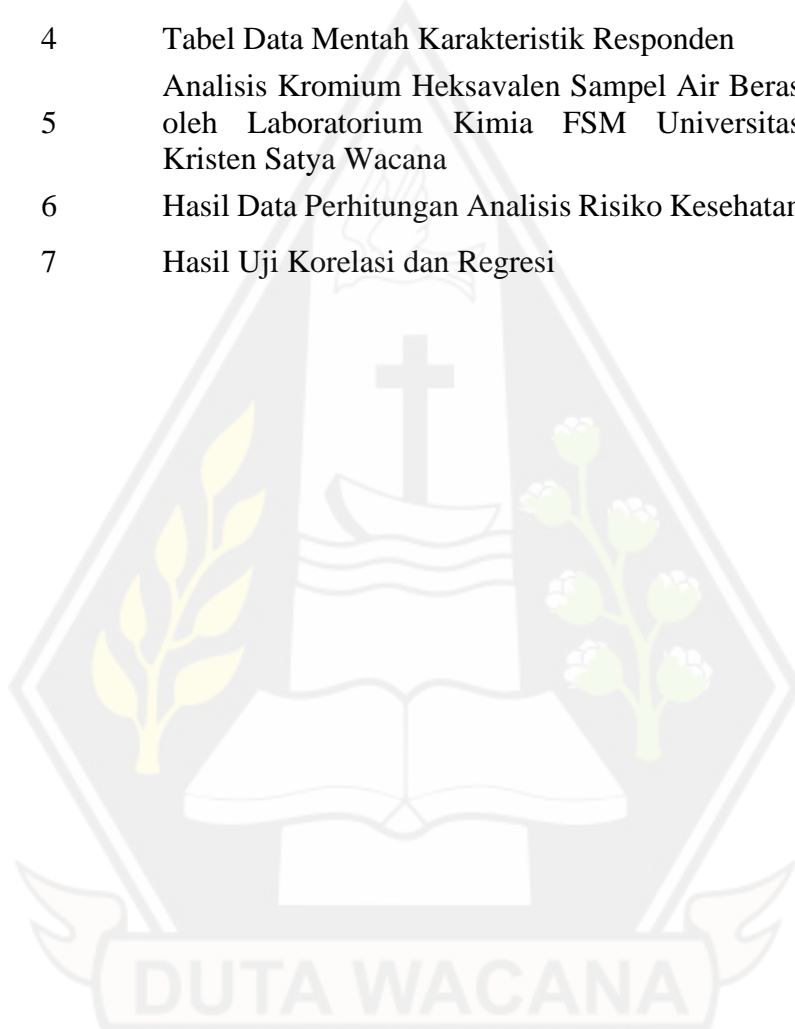 4 Tabel Data Mentah Karakteristik Responden
Analisis Kromium Heksavalen Sampel Air Beras
5 oleh Laboratorium Kimia FSM Universitas
Kristen Satya Wacana
6 Hasil Data Perhitungan Analisis Risiko Kesehatan
7 Hasil Uji Korelasi dan Regresi
DUTA WACANA